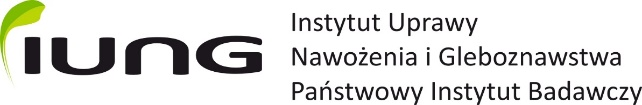 IUNG
Instytut Uprawy
Nawożenia i Gleboznawstwa
Państwowy Instytut Badawczy